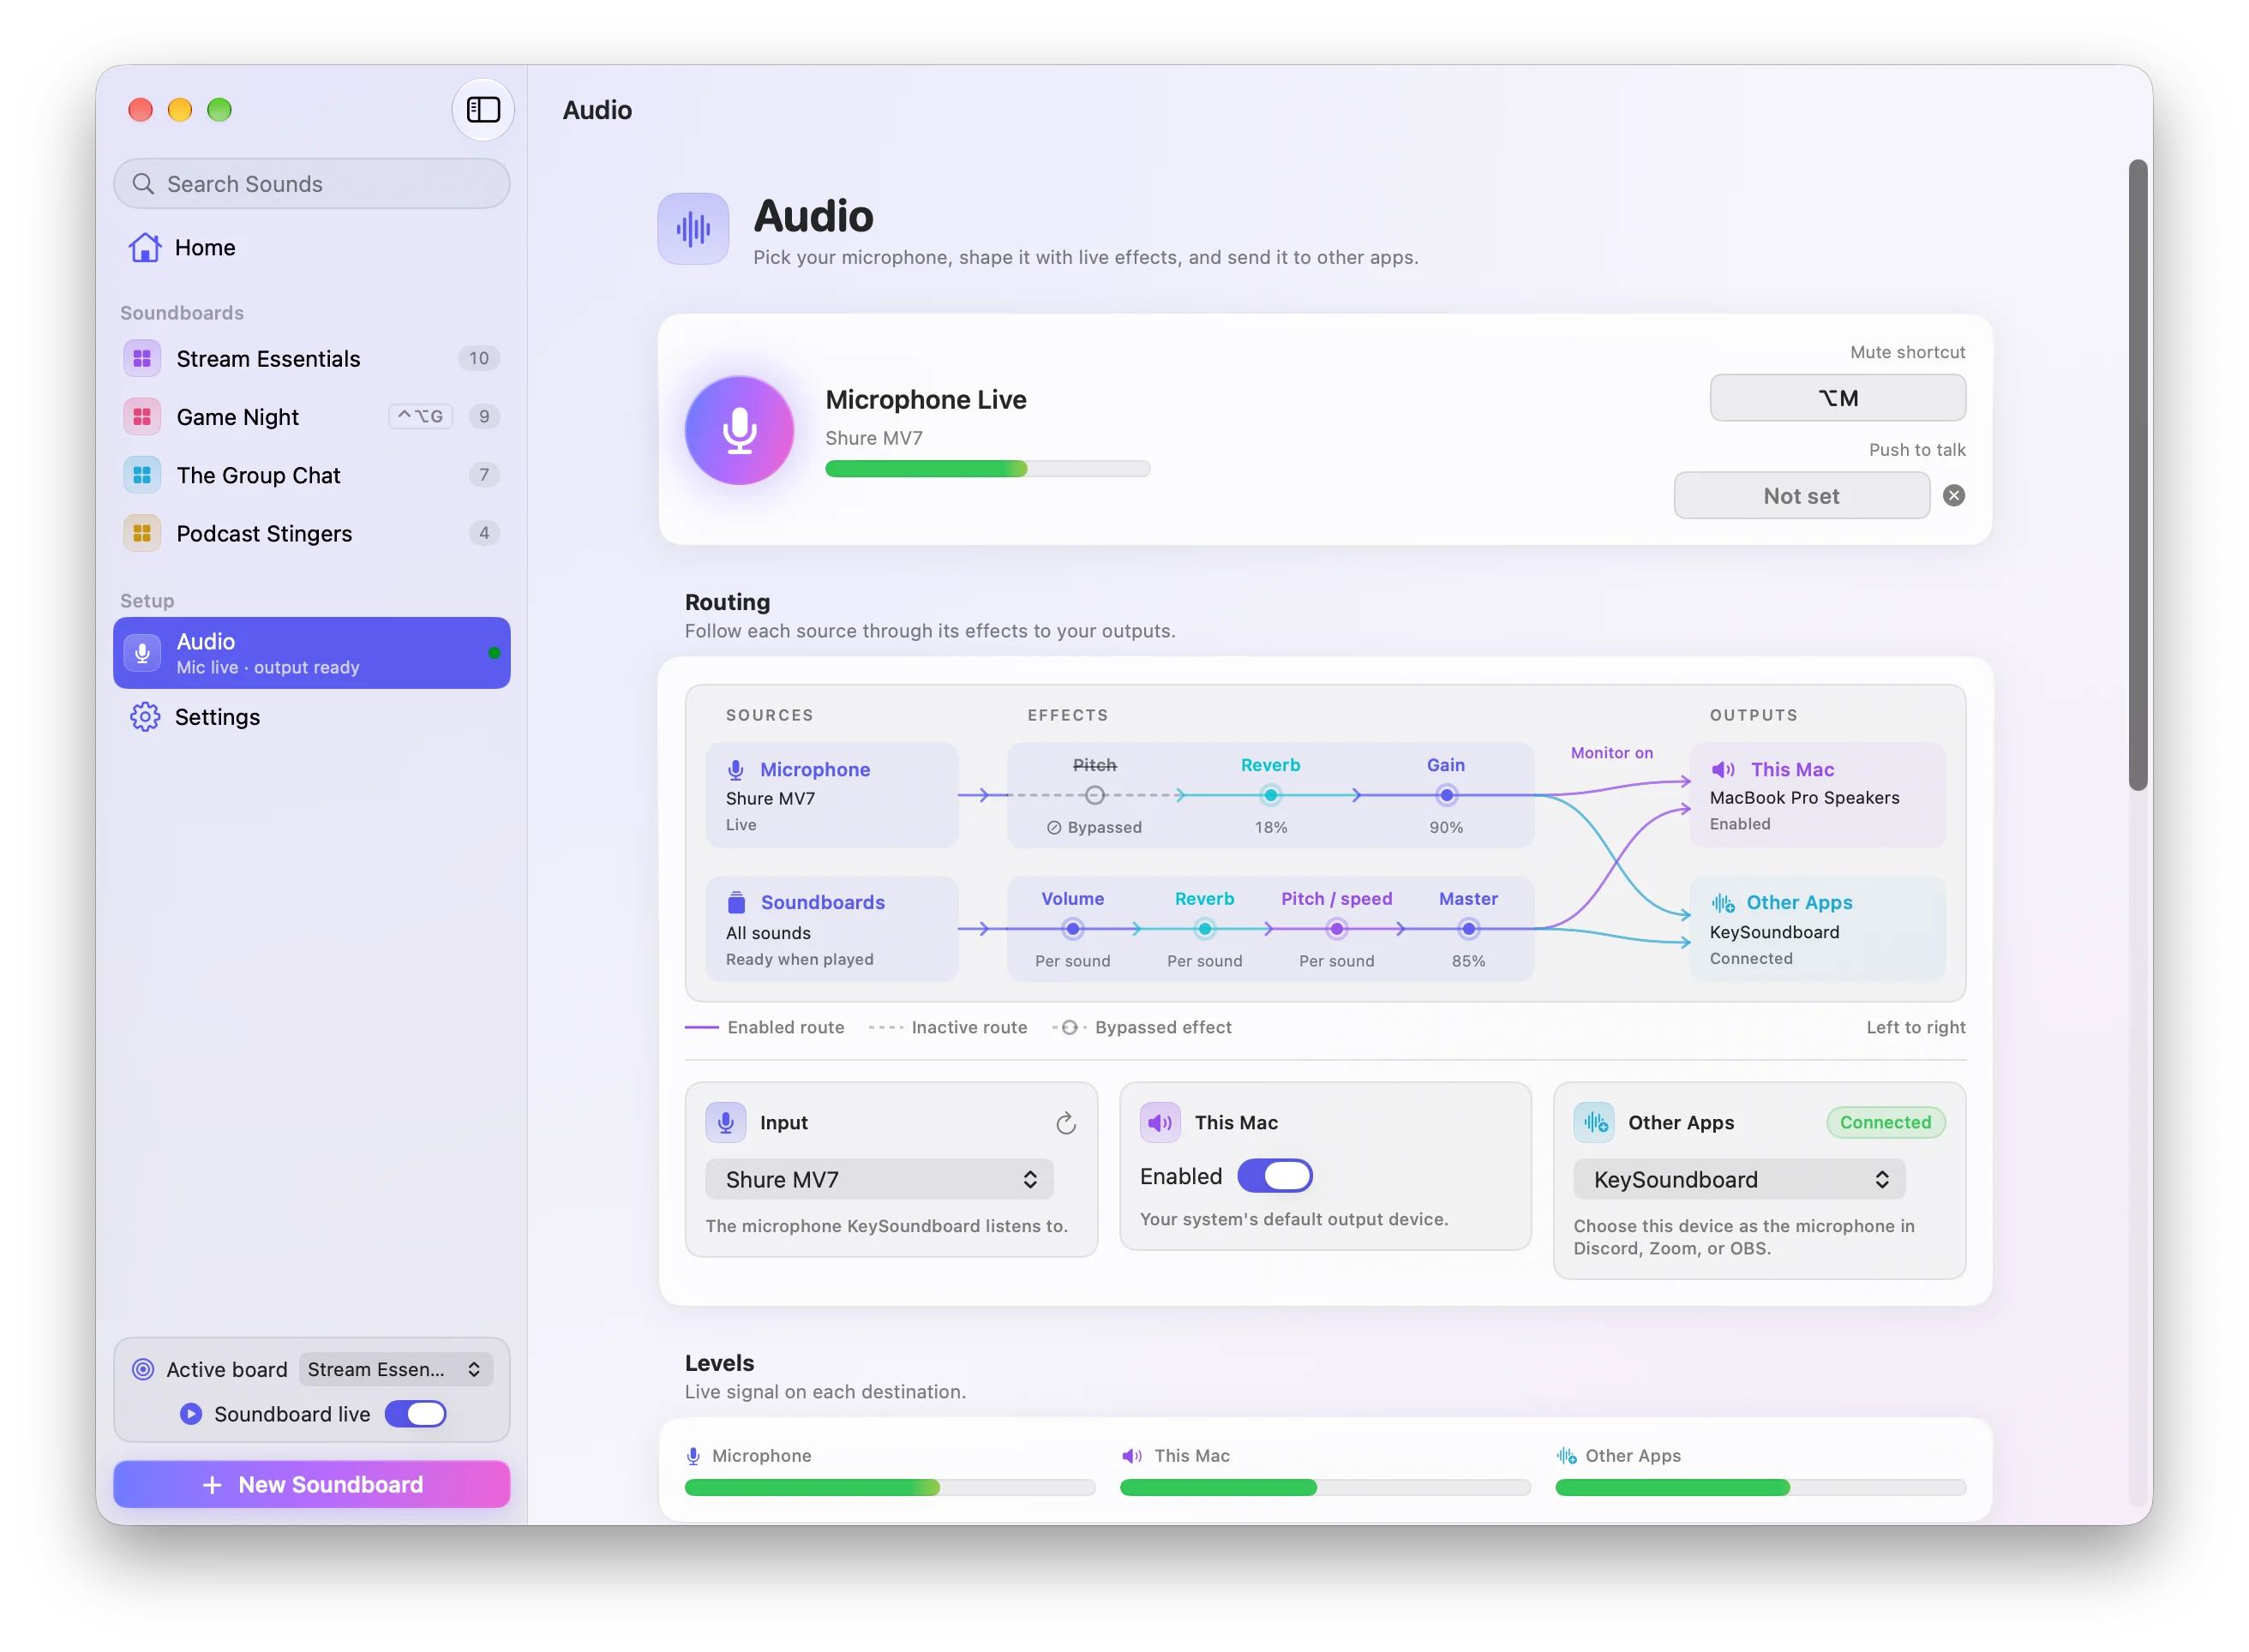 Audio
Search Sounds
Home
Soundboards
Stream Essentials 10
Game Night ^⌥G 9
The Group Chat 7
Podcast Stingers 4
Setup
Audio
Mic live · output ready
Settings
Active board Stream Essen...
Soundboard live
+ New Soundboard
Audio
Pick your microphone, shape it with live effects, and send it to other apps.
Microphone Live
Shure MV7
Mute shortcut
⌥M
Push to talk
Not set
Routing
Follow each source through its effects to your outputs.
SOURCES EFFECTS OUTPUTS
Microphone
Shure MV7
Live
Pitch Reverb Gain
Bypassed 18% 90%
Monitor on
This Mac
MacBook Pro Speakers
Enabled
Soundboards
All sounds
Ready when played
Volume Reverb Pitch / speed Master
Per sound Per sound Per sound 85%
Other Apps
KeySoundboard
Connected
Enabled route Inactive route Bypassed effect Left to right
Input
Shure MV7
The microphone KeySoundboard listens to.
This Mac
Enabled
Your system's default output device.
Other Apps Connected
KeySoundboard
Choose this device as the microphone in
Discord, Zoom, or OBS.
Levels
Live signal on each destination.
Microphone This Mac Other Apps